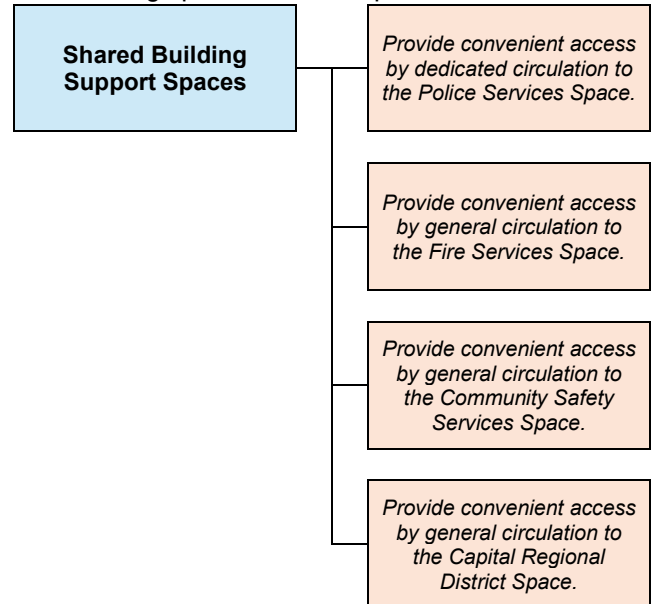 Shared Building
Support Spaces
Provide convenient access
by dedicated circulation to
the Police Services Space.
Provide convenient access
by general circulation to
the Fire Services Space.
Provide convenient access
by general circulation to
the Community Safety
Services Space.
Provide convenient access
by general circulation to
the Capital Regional
District Space.